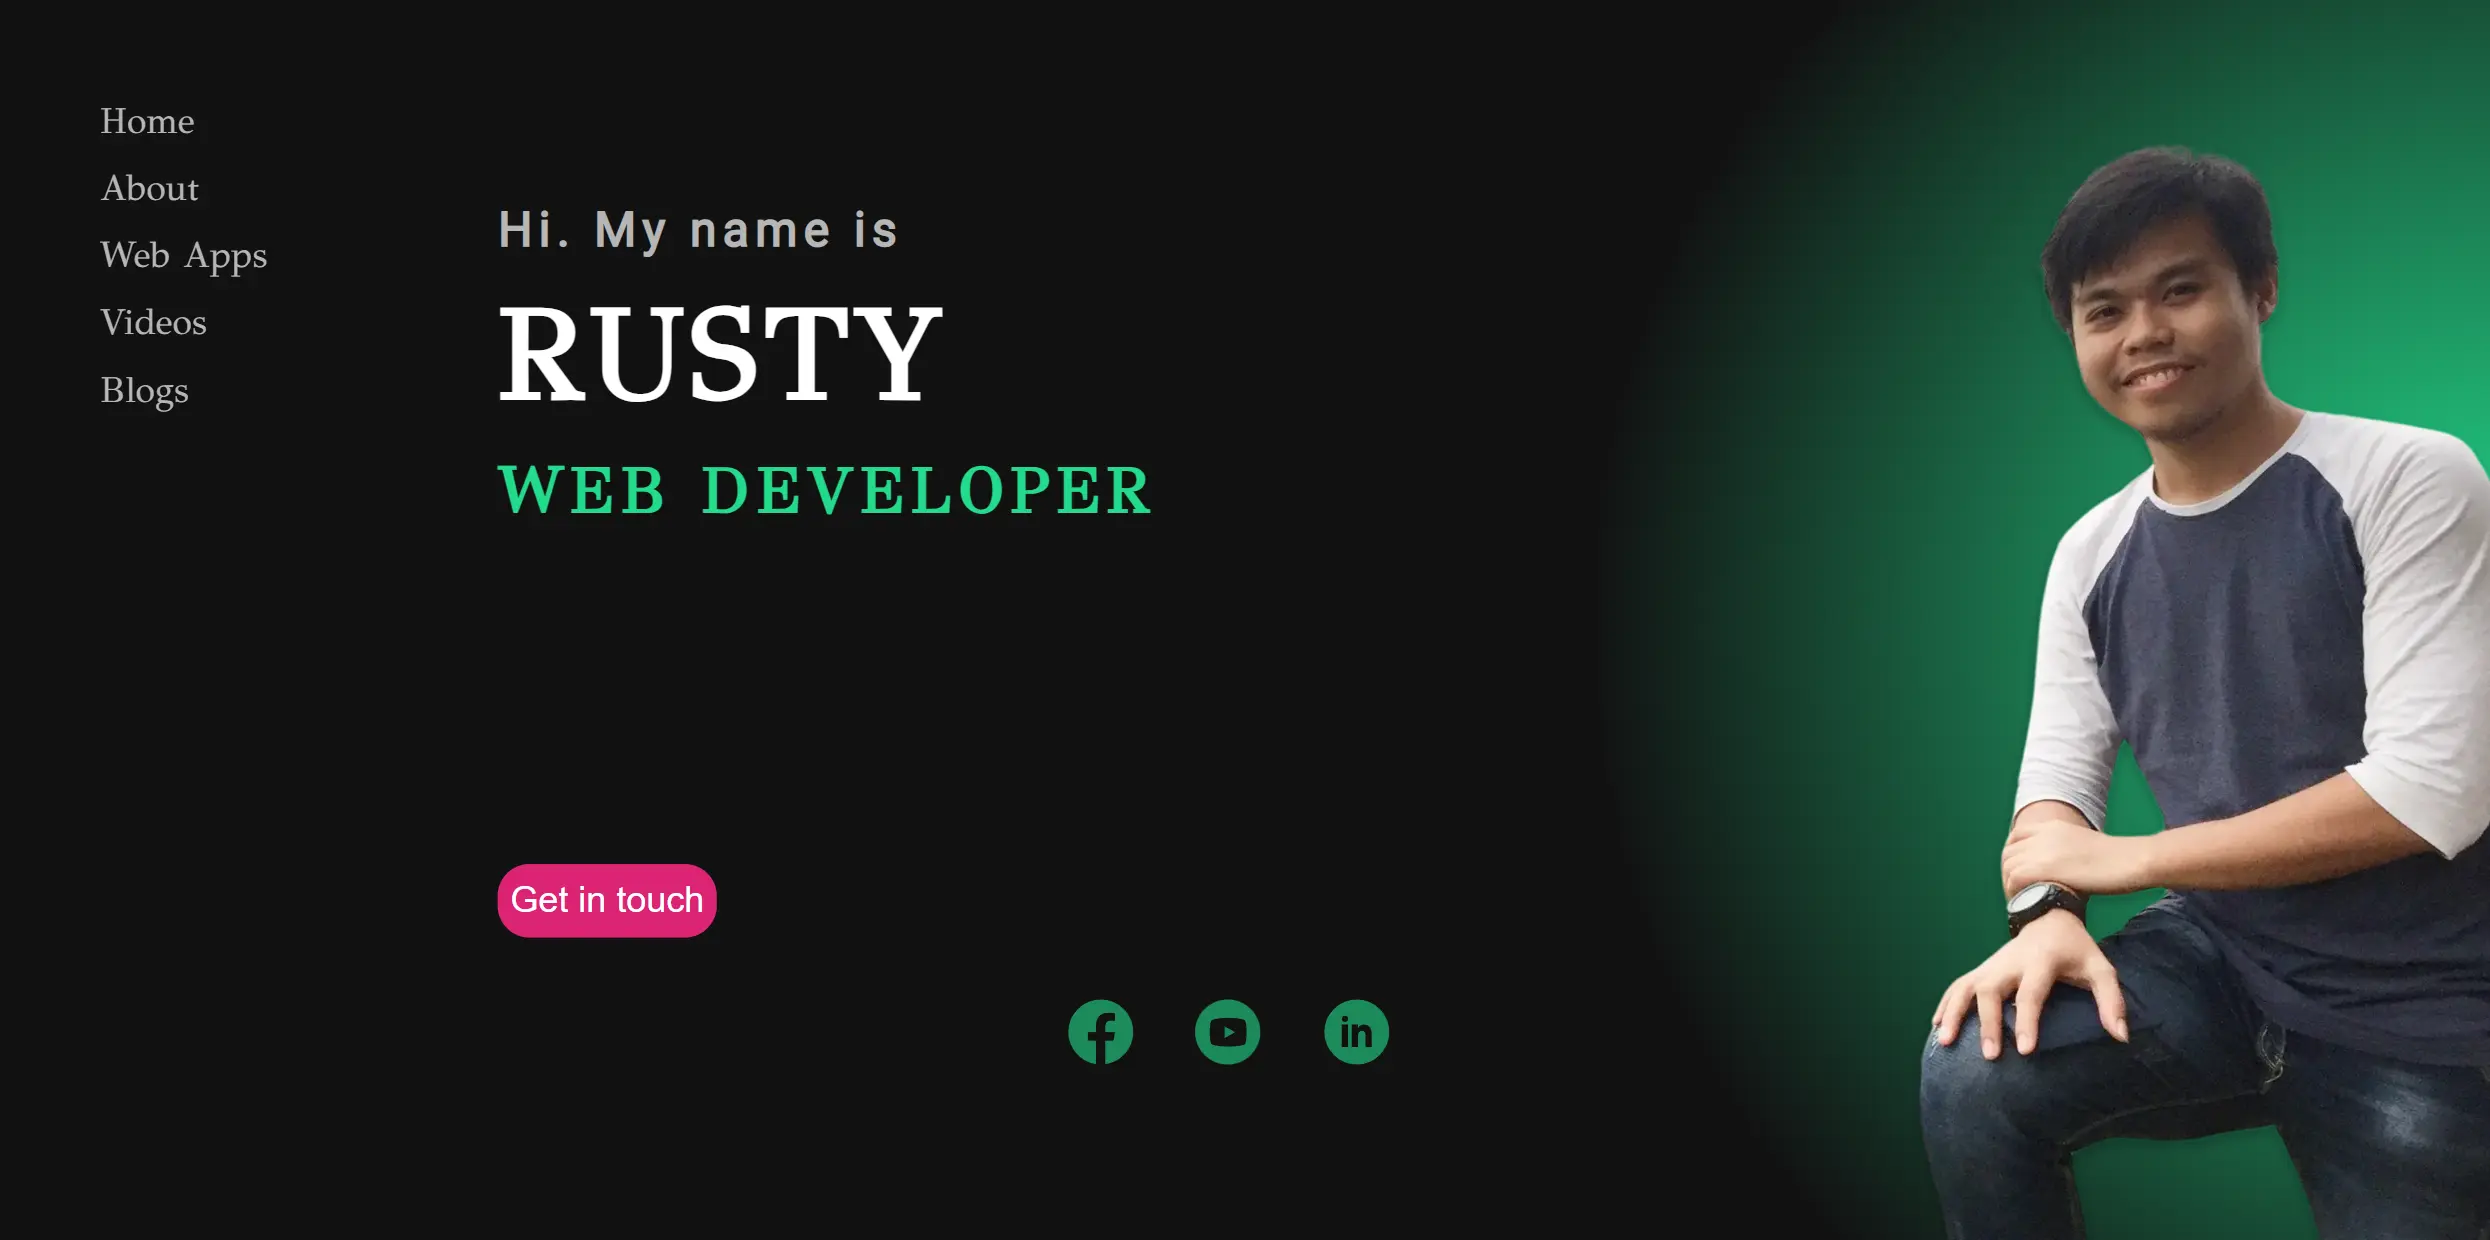 Home
About
Web Apps
Videos
Blogs
Hi. My name is
RUSTY
WEB DEVELOPER
Get in touch
in